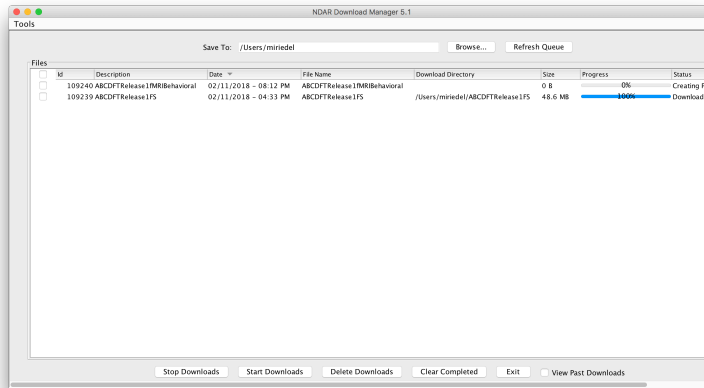 NDAR Download Manager 5.1
Tools
Save To: /Users/miriedel Browse... Refresh Queue
Files
Id Description Date File Name Download Directory Size Progress Status
109240 ABCDFTRelease1fMRIBehavioral 02/11/2018 - 08:12 PM ABCDFTRelease1fMRIBehavioral 0 B 0% Creating P
109239 ABCDFTRelease1FS 02/11/2018 - 04:33 PM ABCDFTRelease1FS /Users/miriedel/ABCDFTRelease1FS 48.6 MB 100% Download
Stop Downloads Start Downloads Delete Downloads Clear Completed Exit View Past Downloads